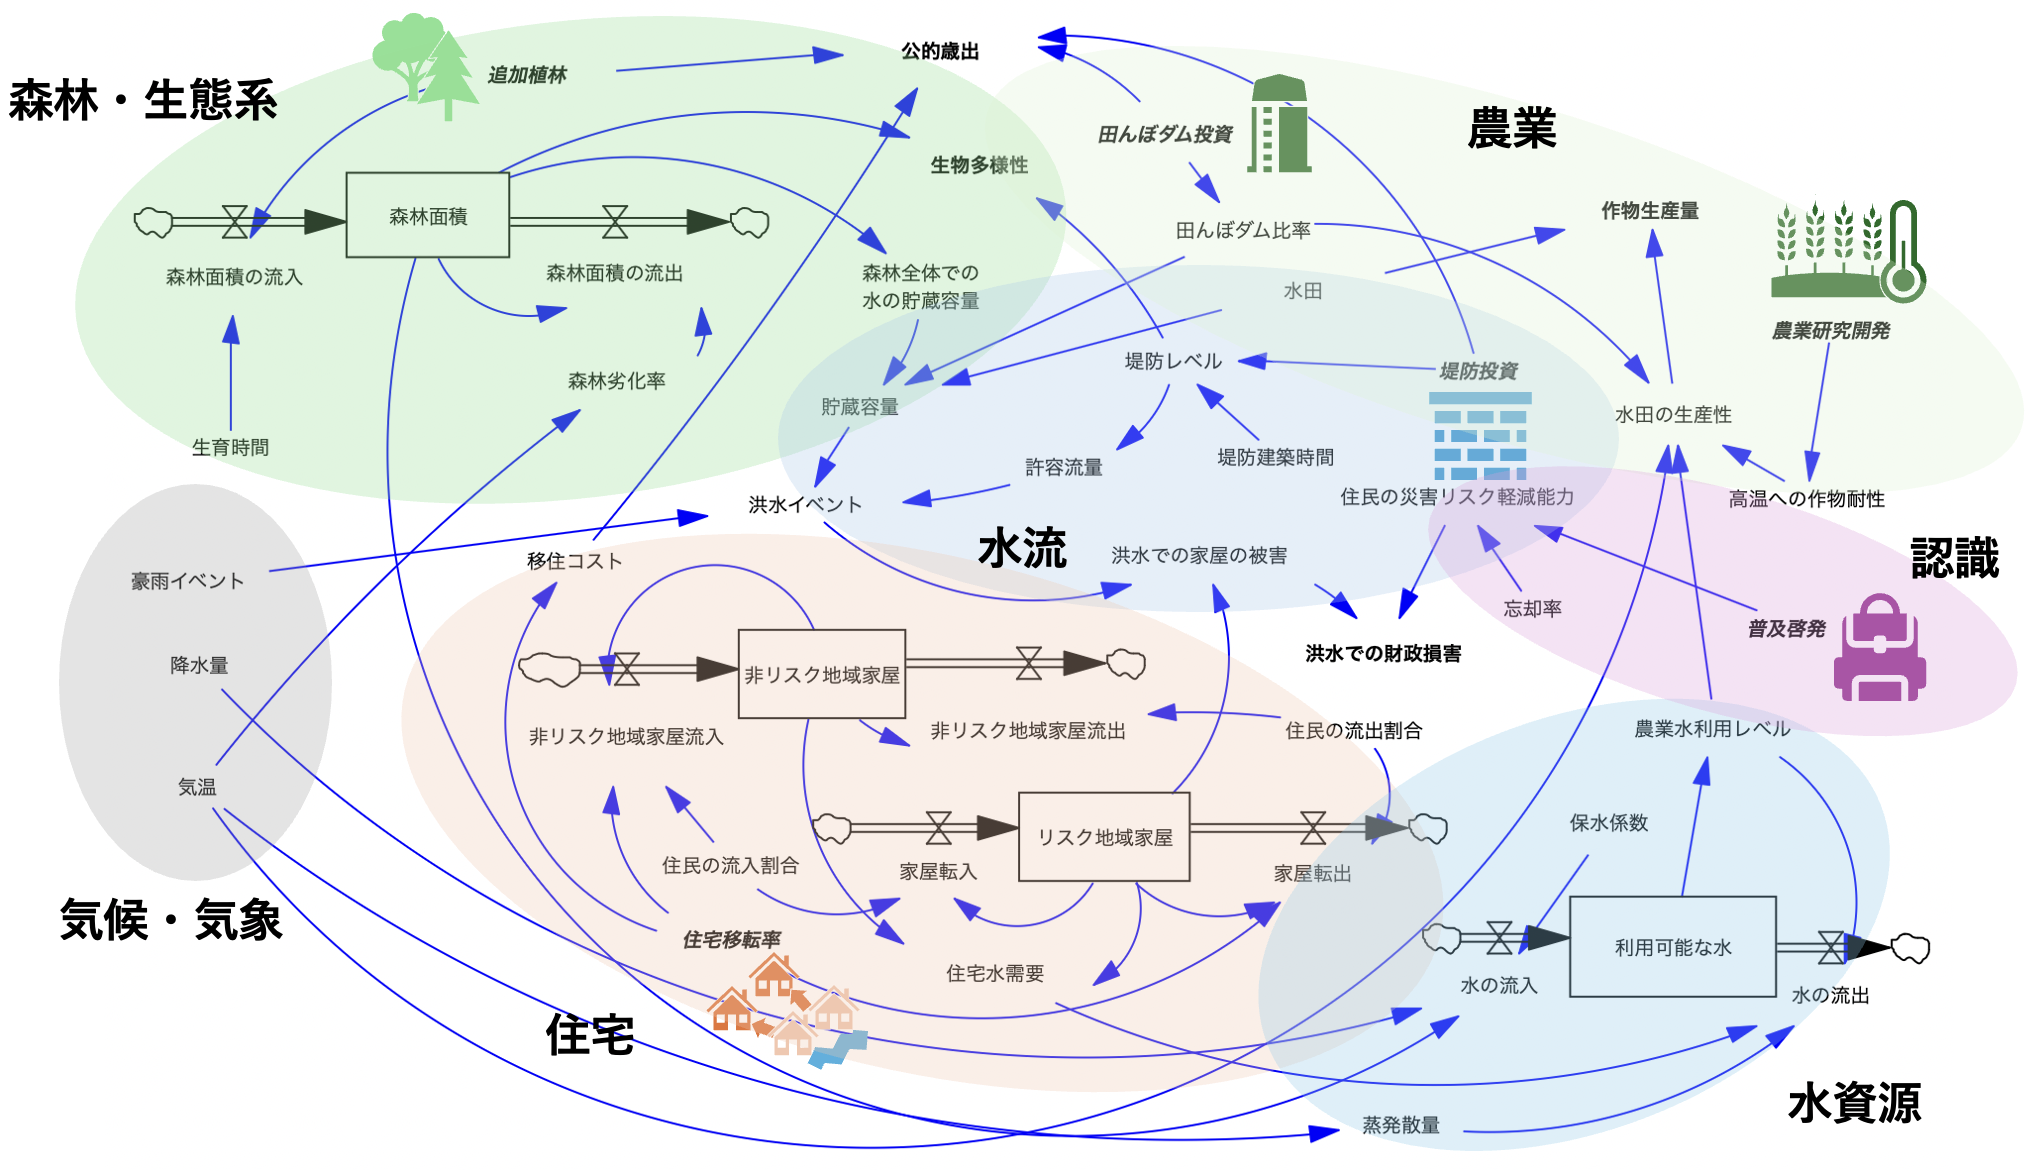 公的歳出
追加植林
森林・生態系
農業
田んぼダム投資
生物多様性
森林面積
作物生産量
田んぼダム比率
森林面積の流入
森林面積の流出
森林全体での
水の貯蔵容量
水田
農業研究開発
堤防レベル
堤防投資
森林劣化率
貯蔵容量
水田の生産性
生育時間
許容流量
堤防建築時間
住民の災害リスク軽減能力
高温への作物耐性
洪水イベント
水流
認識
移住コスト
洪水での家屋の被害
豪雨イベント
忘却率
普及啓発
洪水での財政損害
降水量
非リスク地域家屋
非リスク地域家屋流入
非リスク地域家屋流出
住民の流出割合
農業水利用レベル
気温
保水係数
リスク地域家屋
住民の流入割合
家屋転入
家屋転出
気候・気象
住宅移転率
利用可能な水
住宅水需要
水の流入
水の流出
住宅
水資源
蒸発散量